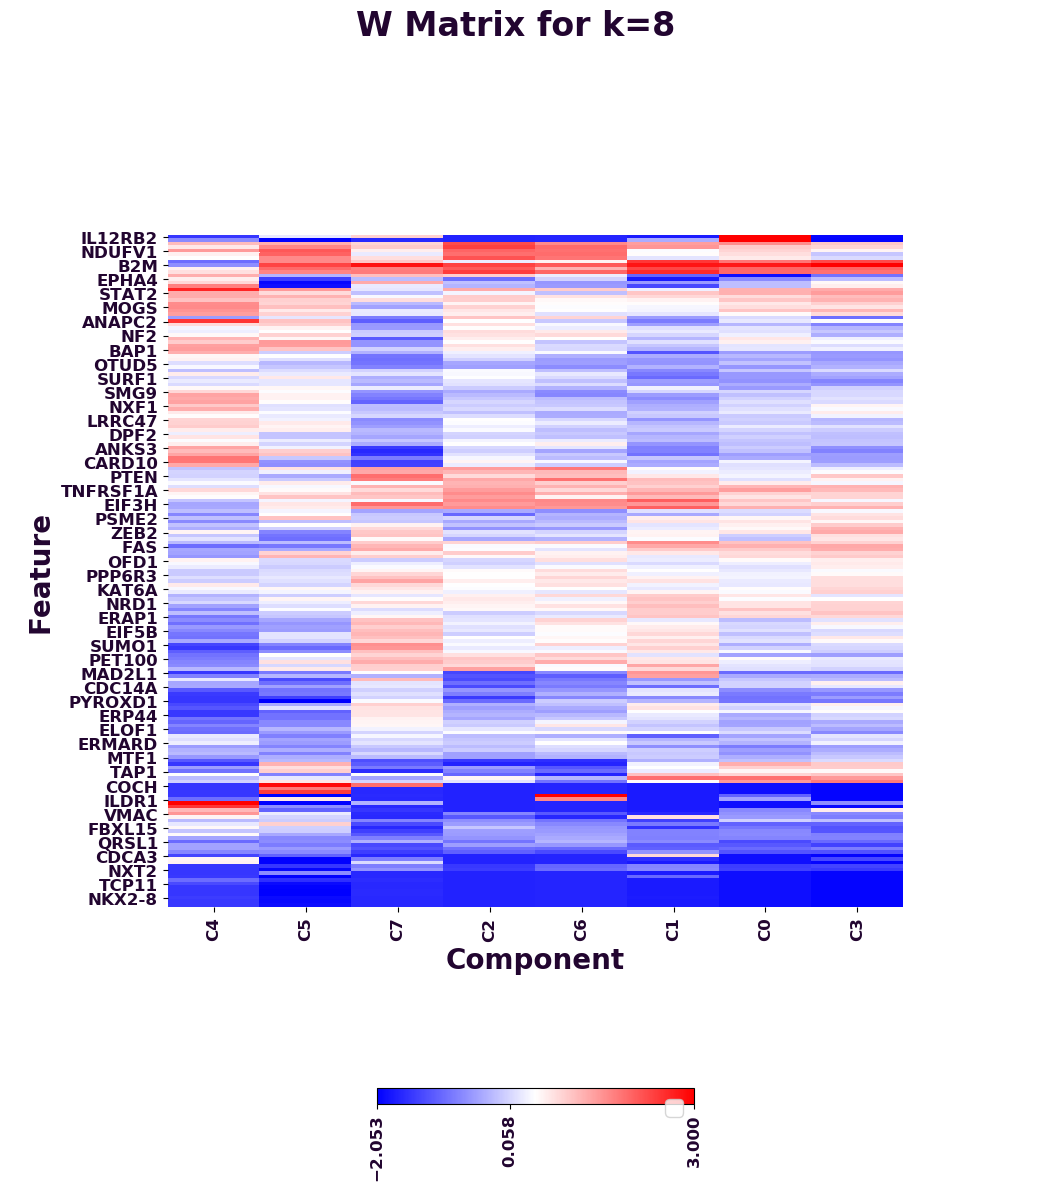 W Matrix for k=8
IL12RB2
NDUFV1
B2M
EPHA4
STAT2
MOGS
ANAPC2
NF2
BAP1
OTUD5
SURF1
SMG9
NXF1
LRRC47
DPF2
ANKS3
CARD10
PTEN
TNFRSF1A
EIF3H
PSME2
ZEB2
FAS
OFD1
PPP6R3
KAT6A
NRD1
ERAP1
EIF5B
SUMO1
PET100
MAD2L1
CDC14A
PYROXD1
ERP44
ELOF1
ERMARD
MTF1
TAP1
COCH
ILDR1
VMAC
FBXL15
QRSL1
CDCA3
NXT2
TCP11
NKX2-8
Feature
C4 C5 C7 C2 C6 C1 C0 C3
Component
−2.053 0.058 3.000